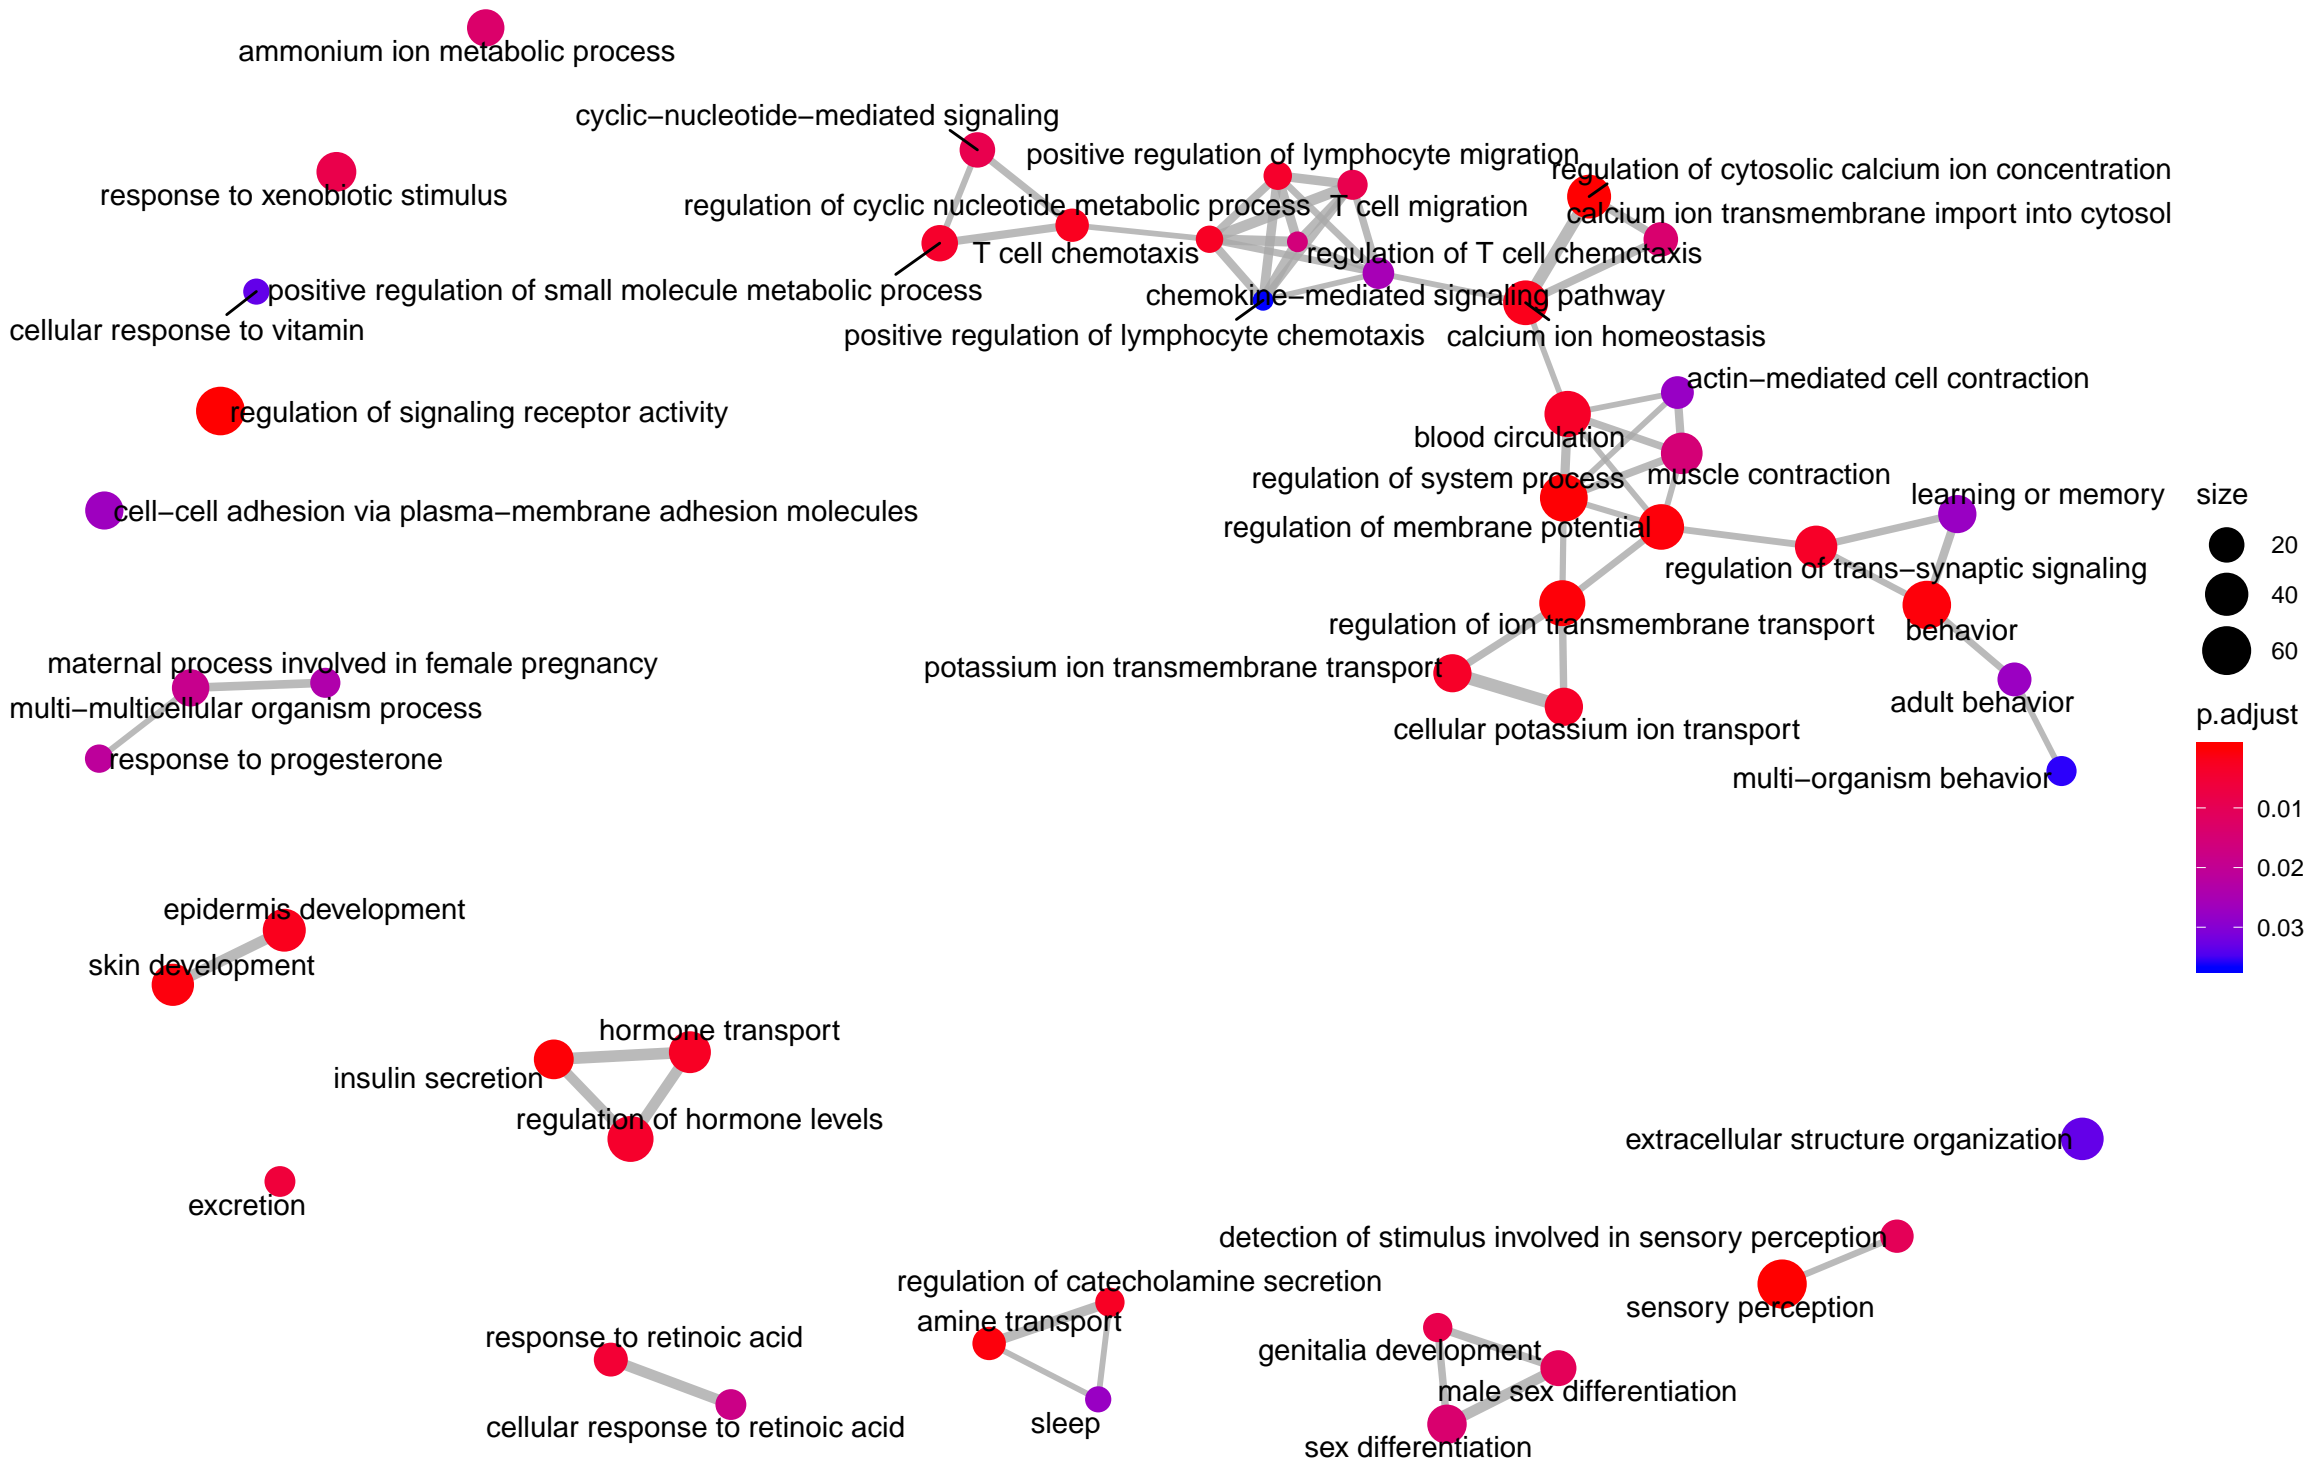 ammonium ion metabolic process
cyclic−nucleotide−mediated signaling
positive regulation of lymphocyte migration
regulation of cytosolic calcium ion concentration
response to xenobiotic stimulus
regulation of cyclic nucleotide metabolic process
T cell migration
calcium ion transmembrane import into cytosol
T cell chemotaxis
regulation of T cell chemotaxis
positive regulation of small molecule metabolic process
chemokine−mediated signaling pathway
cellular response to vitamin
positive regulation of lymphocyte chemotaxis
calcium ion homeostasis
actin−mediated cell contraction
regulation of signaling receptor activity
blood circulation
regulation of system process
muscle contraction
learning or memory
cell−cell adhesion via plasma−membrane adhesion molecules
regulation of membrane potential
regulation of trans−synaptic signaling
regulation of ion transmembrane transport
behavior
maternal process involved in female pregnancy
potassium ion transmembrane transport
multi−multicellular organism process
adult behavior
cellular potassium ion transport
response to progesterone
multi−organism behavior
size
20
40
60
p.adjust
0.01
0.02
0.03
epidermis development
skin development
hormone transport
insulin secretion
regulation of hormone levels
extracellular structure organization
excretion
detection of stimulus involved in sensory perception
regulation of catecholamine secretion
sensory perception
amine transport
response to retinoic acid
genitalia development
male sex differentiation
cellular response to retinoic acid
sleep
sex differentiation